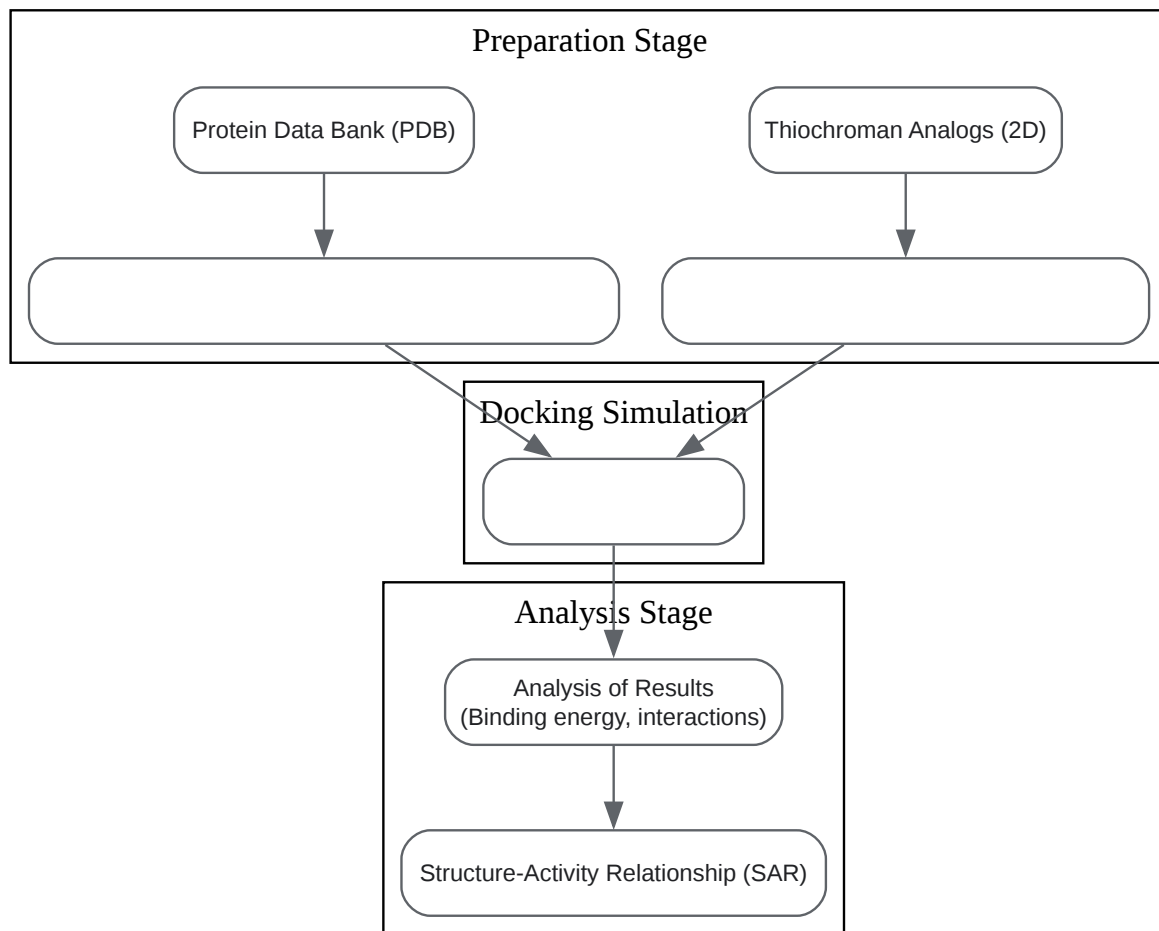 Preparation Stage
Protein Data Bank (PDB)
Thiochroman Analogs (2D)
Docking Simulation
Analysis Stage
Analysis of Results
(Binding energy, interactions)
Structure-Activity Relationship (SAR)